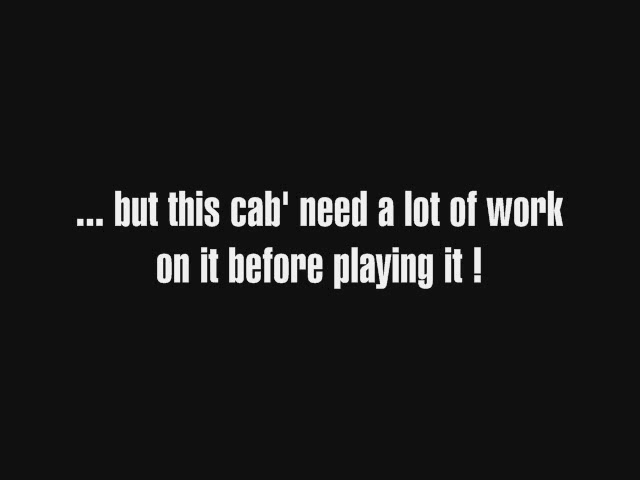 ... but this cab' need a lot of work
on it before playing it !